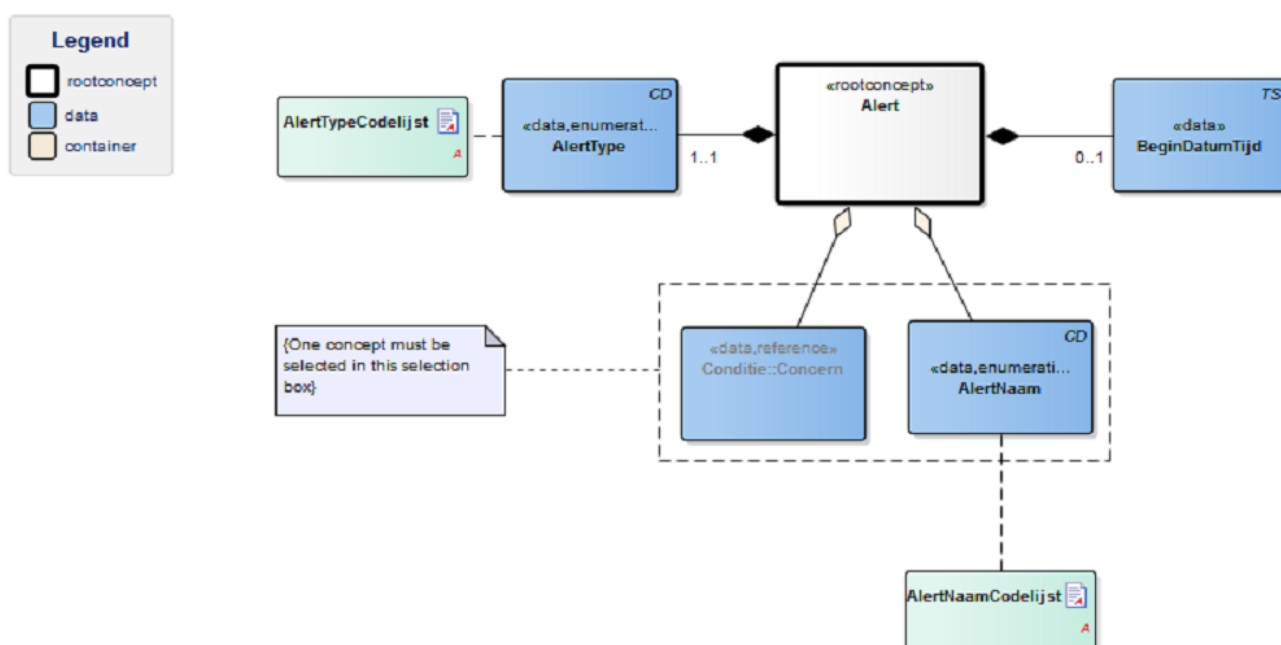 Legend
rootconcept
data
container
AlertTypeCodelijst
A
CD
«data,enumerat...
AlertType
1..1
«rootconcept»
Alert
TS
«data»
BeginDatumTijd
0..1
{One concept must be
selected in this selection
box}
«data,reference»
Conditie::Concern
CD
«data,enumerati...
AlertNaam
AlertNaamCodelijst
A